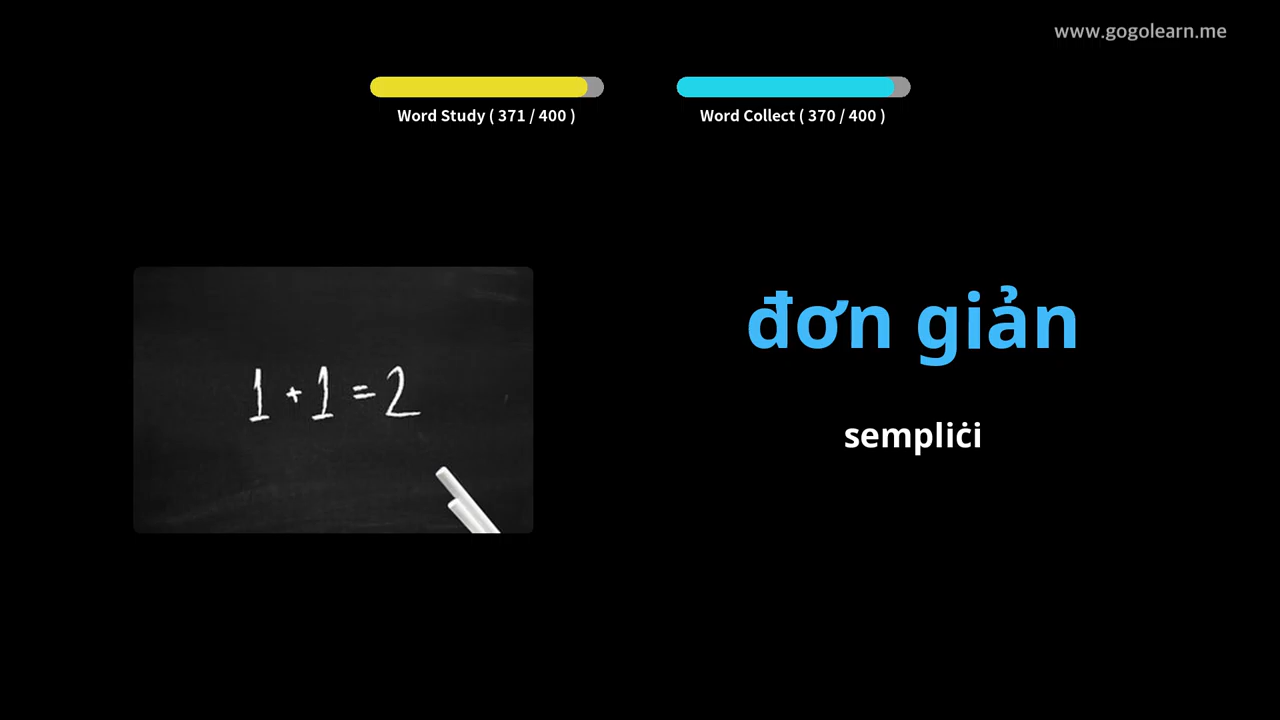 www.gogolearn.me
Word Study ( 371 / 400 )
Word Collect ( 370 / 400 )
đơn giản
1 + 1 = 2
sempliċi